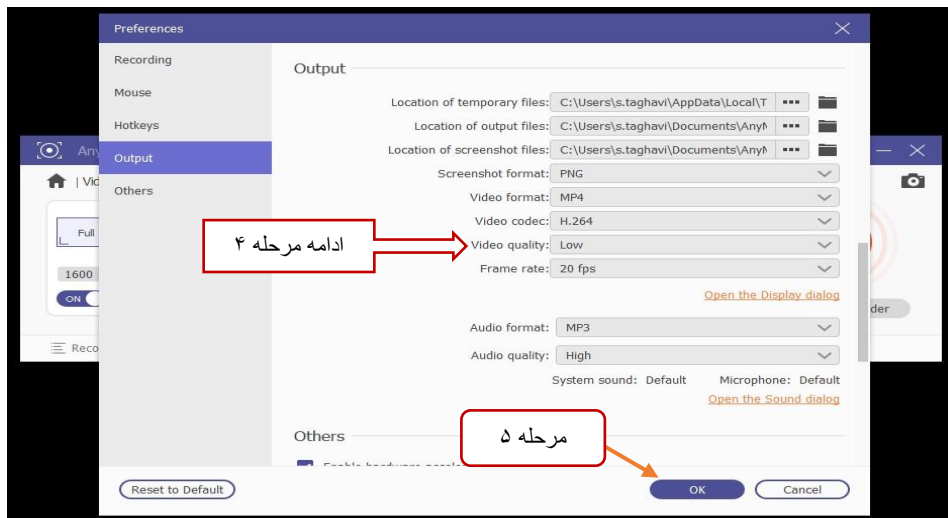 Preferences
Recording
Mouse
Hotkeys
Output
Others
Output
Location of temporary files: C:\Users\s.taghavi\AppData\Local\T
Location of output files: C:\Users\s.taghavi\Documents\AnyM
Location of screenshot files: C:\Users\s.taghavi\Documents\AnyM
Screenshot format: PNG
Video format: MP4
Video codec: H.264
ادامه مرحله ۴
Video quality: Low
Frame rate: 20 fps
Open the Display dialog
Audio format: MP3
Audio quality: High
System sound: Default Microphone: Default
Open the Sound dialog
Others
مرحله ۵
Reset to Default
OK
Cancel
Any
| Vid
Full
1600
ON
Reco
der